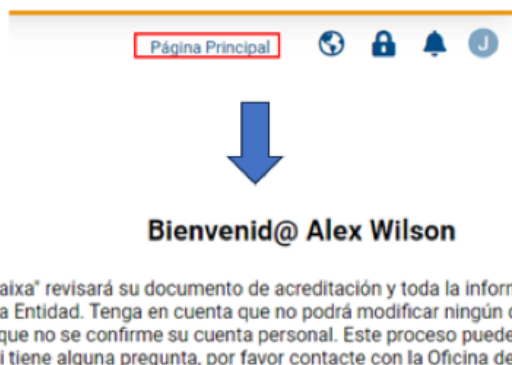 Página Principal
J
Bienvenid@ Alex Wilson
aixa" revisará su documento de acreditación y toda la inform
a Entidad. Tenga en cuenta que no podrá modificar ningún
que no se confirme su cuenta personal. Este proceso puede
i tiene alguna pregunta, por favor contacte con la Oficina de